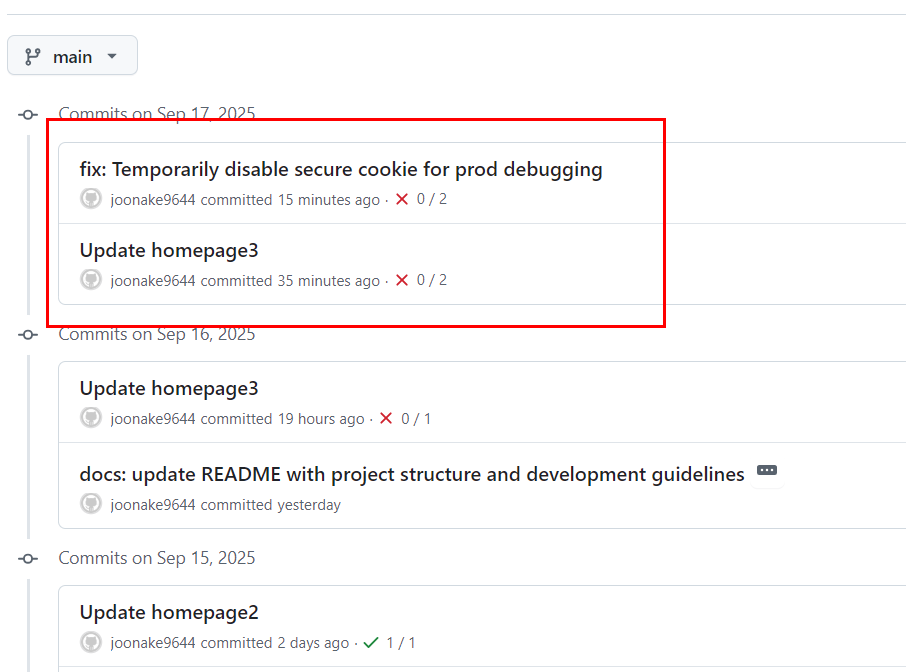 main
Commits on Sep 17, 2025
fix: Temporarily disable secure cookie for prod debugging
joonake9644 committed 15 minutes ago · 0 / 2
Update homepage3
joonake9644 committed 35 minutes ago · 0 / 2
Commits on Sep 16, 2025
Update homepage3
joonake9644 committed 19 hours ago · 0 / 1
docs: update README with project structure and development guidelines
joonake9644 committed yesterday
Commits on Sep 15, 2025
Update homepage2
joonake9644 committed 2 days ago · 1 / 1